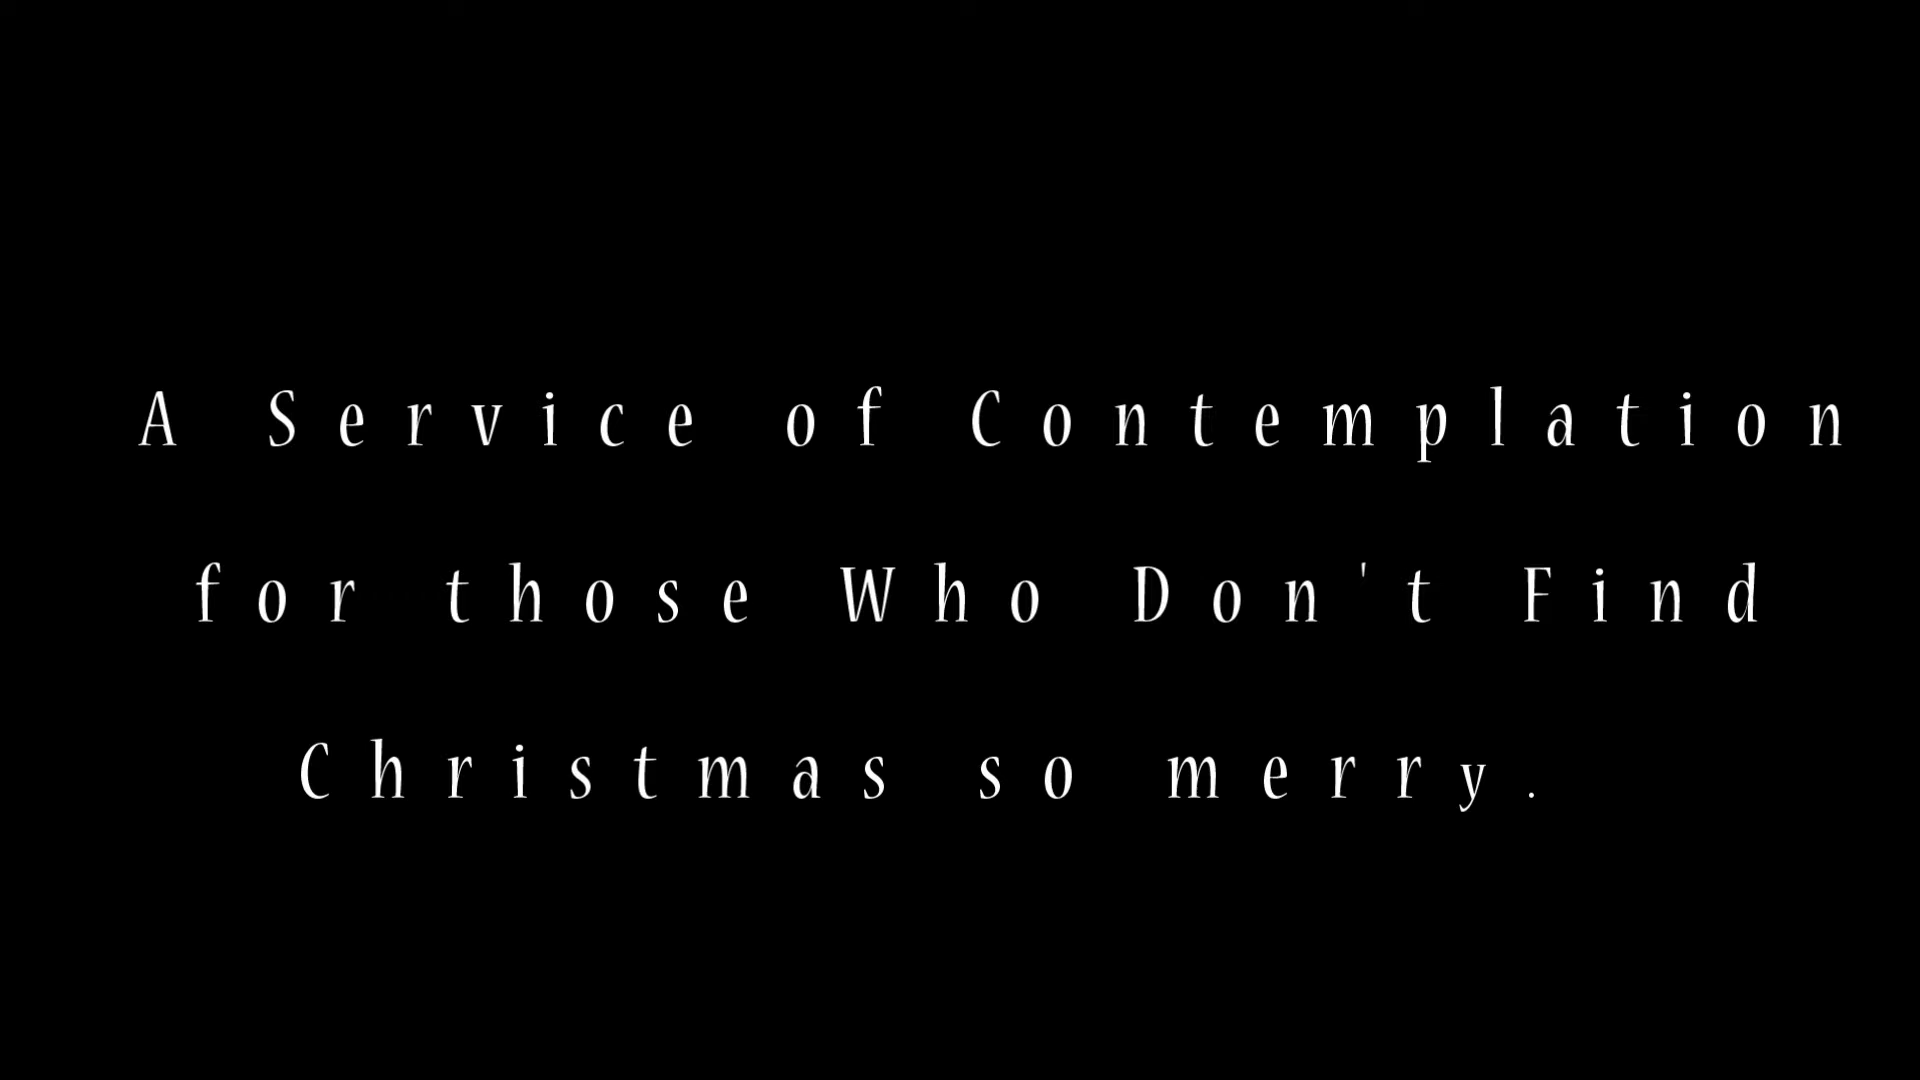 A Service of Contemplation
for those Who Don't Find
Christmas so merry.